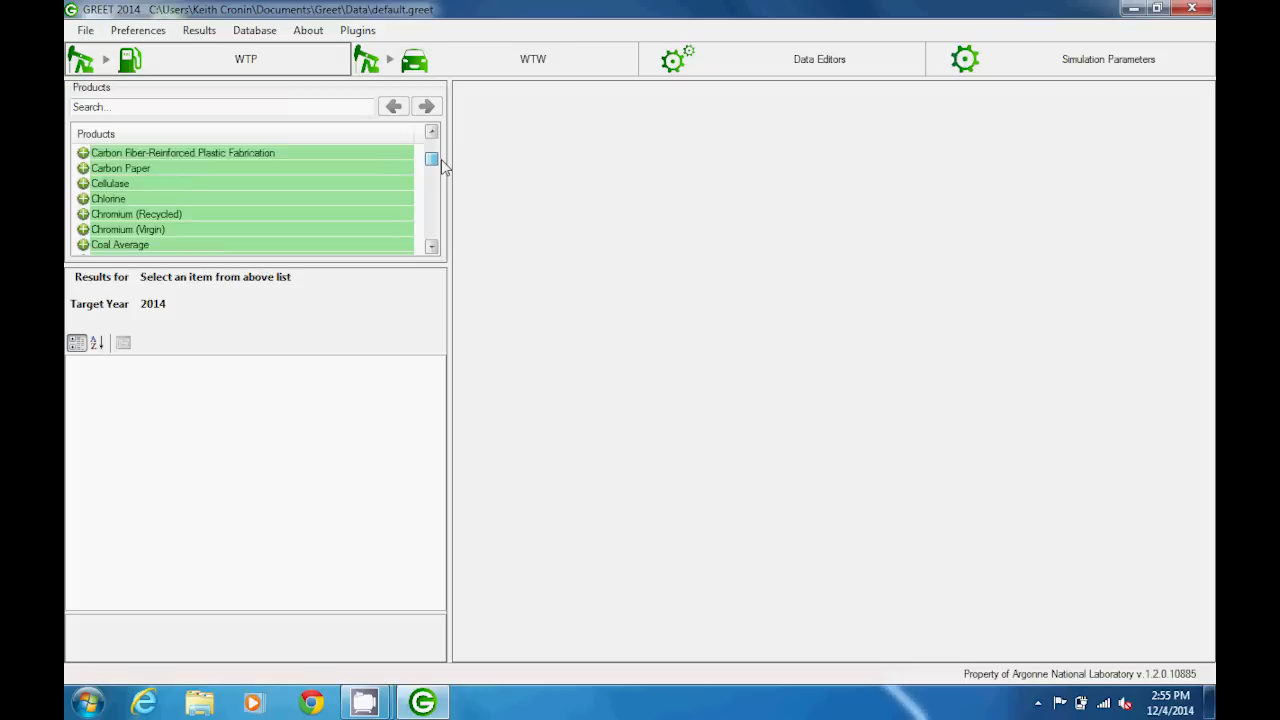 GREET 2014 C:\Users\Keith Cronin\Documents\Greet\Data\default.greet
File Preferences Results Database About Plugins
WTP WTW Data Editors Simulation Parameters
Products
Search...
Products
Carbon Fiber-Reinforced Plastic Fabrication
Carbon Paper
Cellulase
Chlorine
Chromium (Recycled)
Chromium (Virgin)
Coal Average
Results for Select an item from above list
Target Year 2014
Property of Argonne National Laboratory v.1.2.0.10885
2:55 PM
12/4/2014